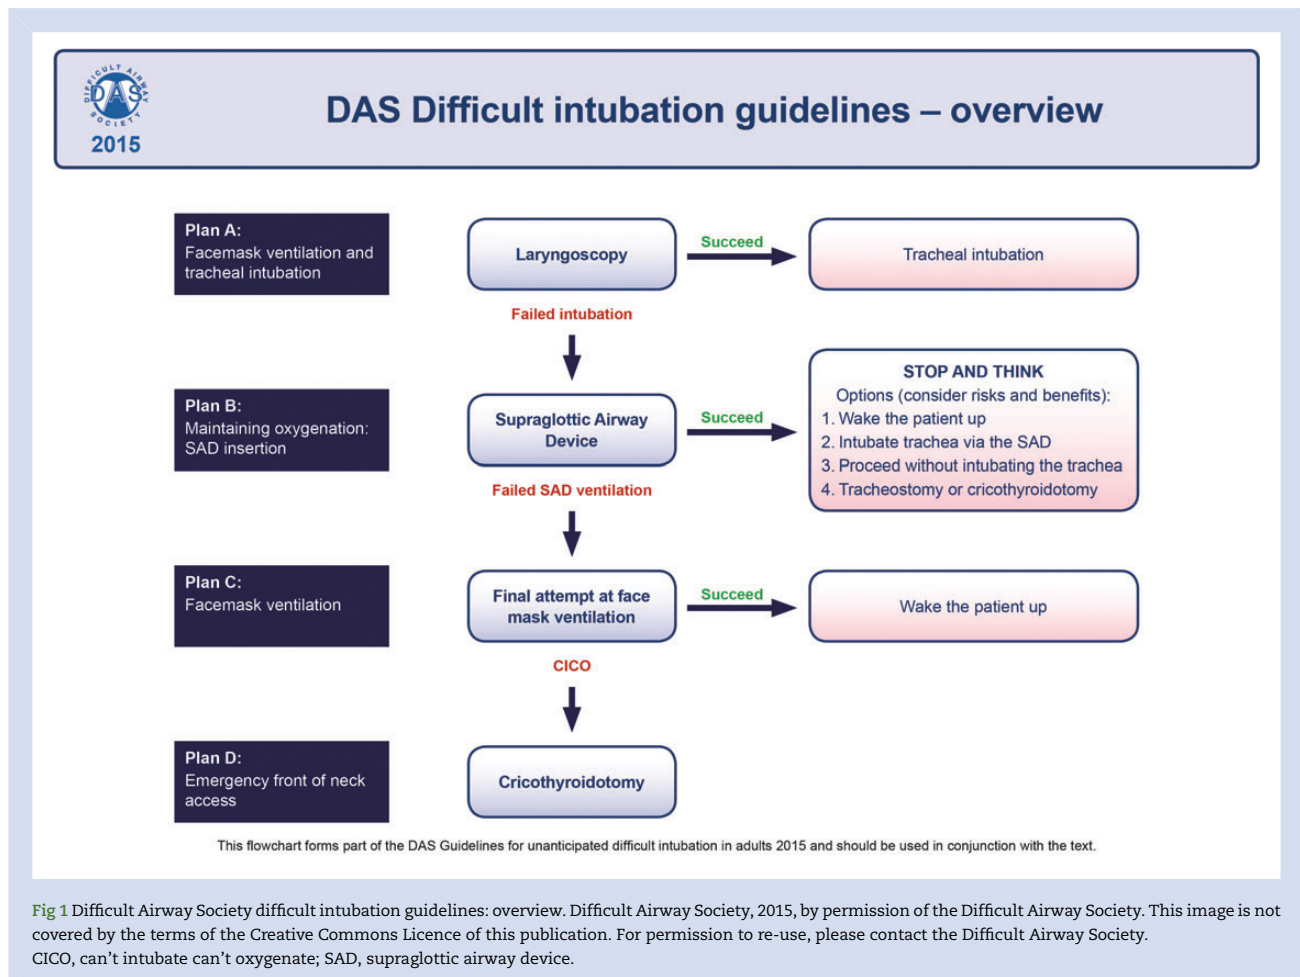 DIFFICULT AIRWAY
DAS
SOCIETY
2015
DAS Difficult intubation guidelines – overview
Plan A:
Facemask ventilation and
tracheal intubation
Laryngoscopy
Succeed
Tracheal intubation
Failed intubation
Plan B:
Maintaining oxygenation:
SAD insertion
Supraglottic Airway
Device
Succeed
STOP AND THINK
Options (consider risks and benefits):
1. Wake the patient up
2. Intubate trachea via the SAD
3. Proceed without intubating the trachea
4. Tracheostomy or cricothyroidotomy
Failed SAD ventilation
Plan C:
Facemask ventilation
Final attempt at face
mask ventilation
Succeed
Wake the patient up
CICO
Plan D:
Emergency front of neck
access
Cricothyroidotomy
This flowchart forms part of the DAS Guidelines for unanticipated difficult intubation in adults 2015 and should be used in conjunction with the text.
Fig 1 Difficult Airway Society difficult intubation guidelines: overview. Difficult Airway Society, 2015, by permission of the Difficult Airway Society. This image is not
covered by the terms of the Creative Commons Licence of this publication. For permission to re-use, please contact the Difficult Airway Society.
CICO, can't intubate can't oxygenate; SAD, supraglottic airway device.